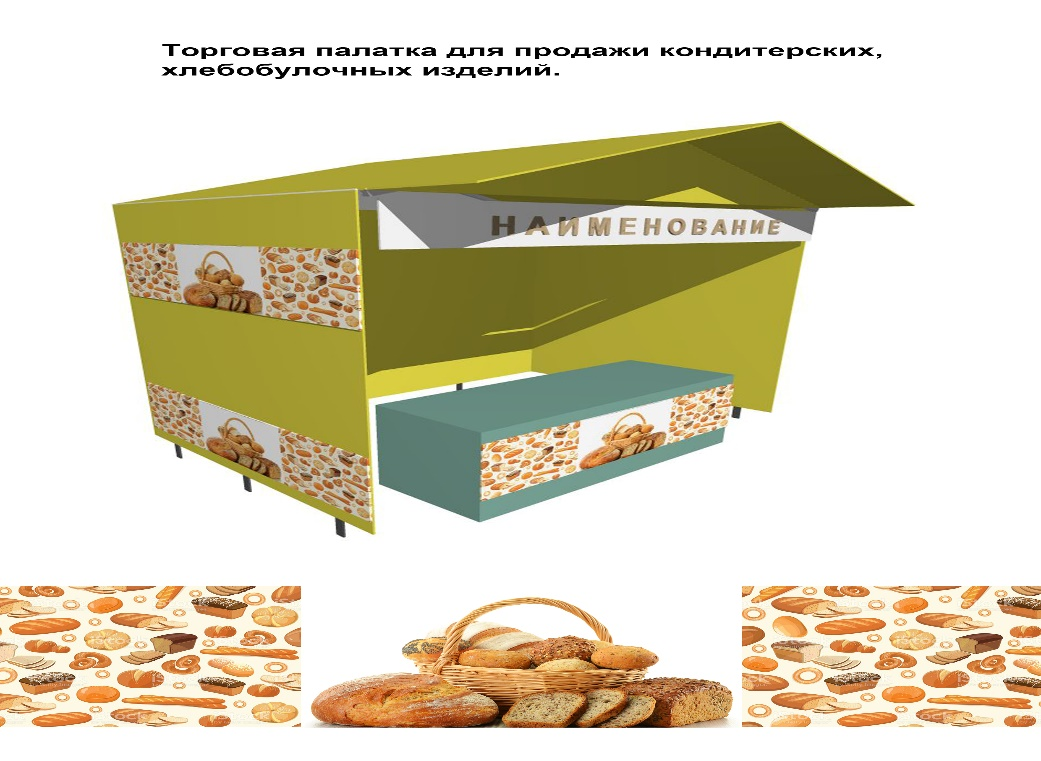 Торговая палатка для продажи кондитерских,
хлебобулочных изделий.
НАИМЕНОВАНИЕ